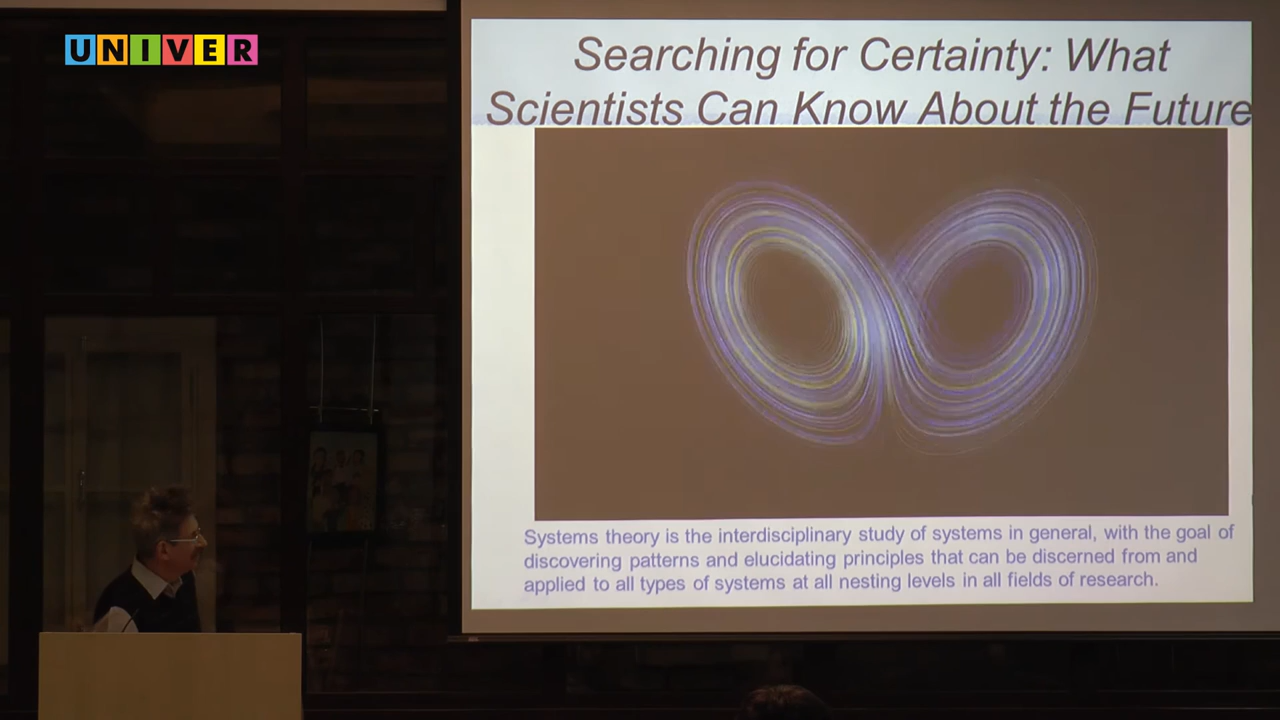 UNIVER
Searching for Certainty: What
Scientists Can Know About the Future
Systems theory is the interdisciplinary study of systems in general, with the goal of
discovering patterns and elucidating principles that can be discerned from and
applied to all types of systems at all nesting levels in all fields of research.